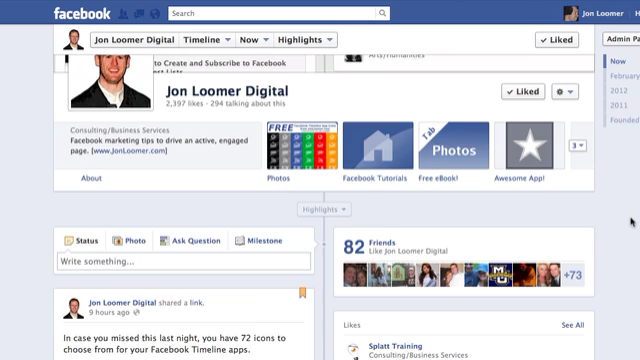 facebook
Search
Jon Loomer
Jon Loomer Digital
Timeline
Now
Highlights
Liked
Admin Pa
to Create and Subscribe to Facebook
Now
February
2012
2011
Founded
Jon Loomer Digital
2,397 likes · 294 talking about this
Liked
Consulting/Business Services
Facebook marketing tips to drive an active, engaged
page. [www.JonLoomer.com]
FREE
Tab
Photos
3
About
Photos
Facebook Tutorials
Free eBook!
Awesome App!
Highlights
Status
Photo
Ask Question
Milestone
Write something...
82 Friends
Like Jon Loomer Digital
+73
Jon Loomer Digital shared a link.
9 hours ago
In case you missed this last night, you have 72 icons to
choose from for your Facebook Timeline apps.
Likes
See All
Splatt Training
Consulting/Business Services